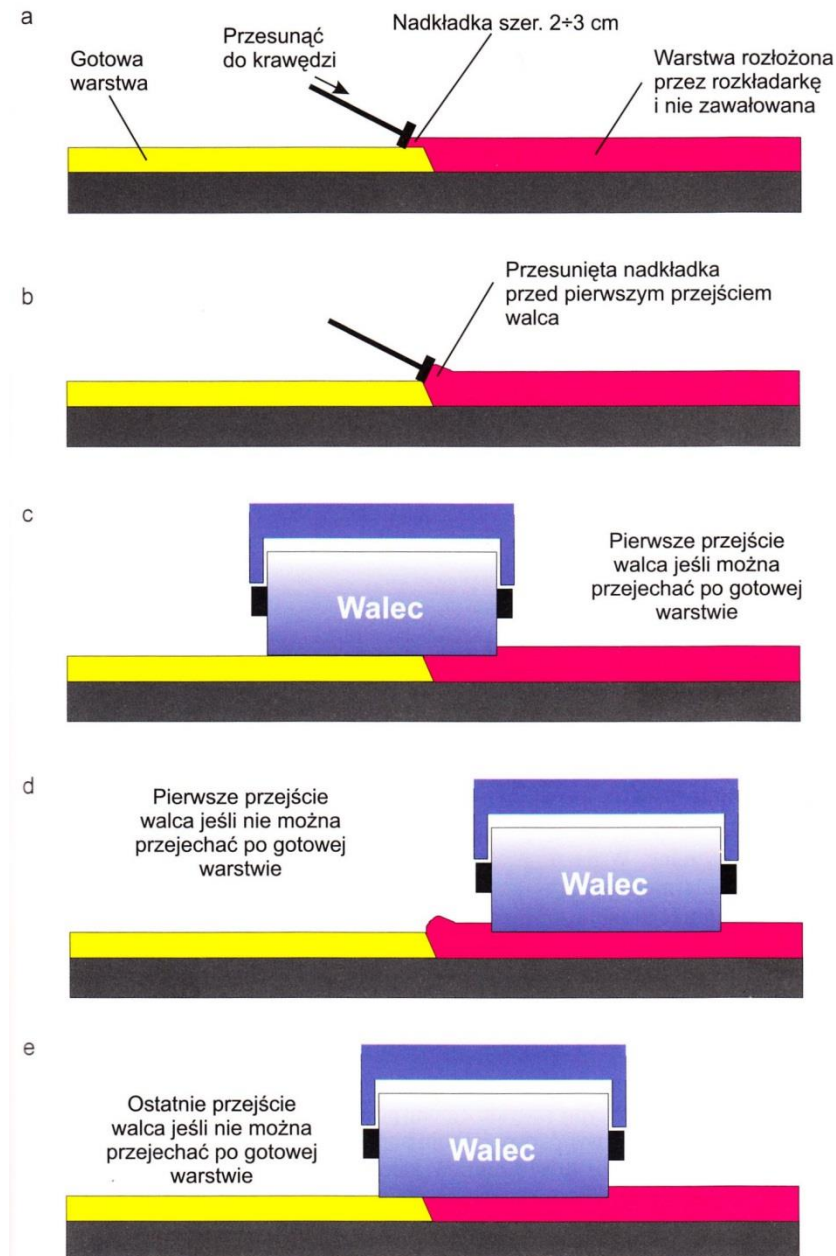 a
Gotowa
warstwa
Przesunąć
do krawędzi
Nadkładka szer. 2÷3 cm
Warstwa rozłożona
przez rozkładarkę
i nie zawałowana
b
Przesunięta nadkładka
przed pierwszym przejściem
walca
c
Walec
Pierwsze przejście
walca jeśli można
przejechać po gotowej
warstwie
d
Pierwsze przejście
walca jeśli nie można
przejechać po gotowej
warstwie
Walec
e
Ostatnie przejście
walca jeśli nie można
przejechać po gotowej
warstwie
Walec